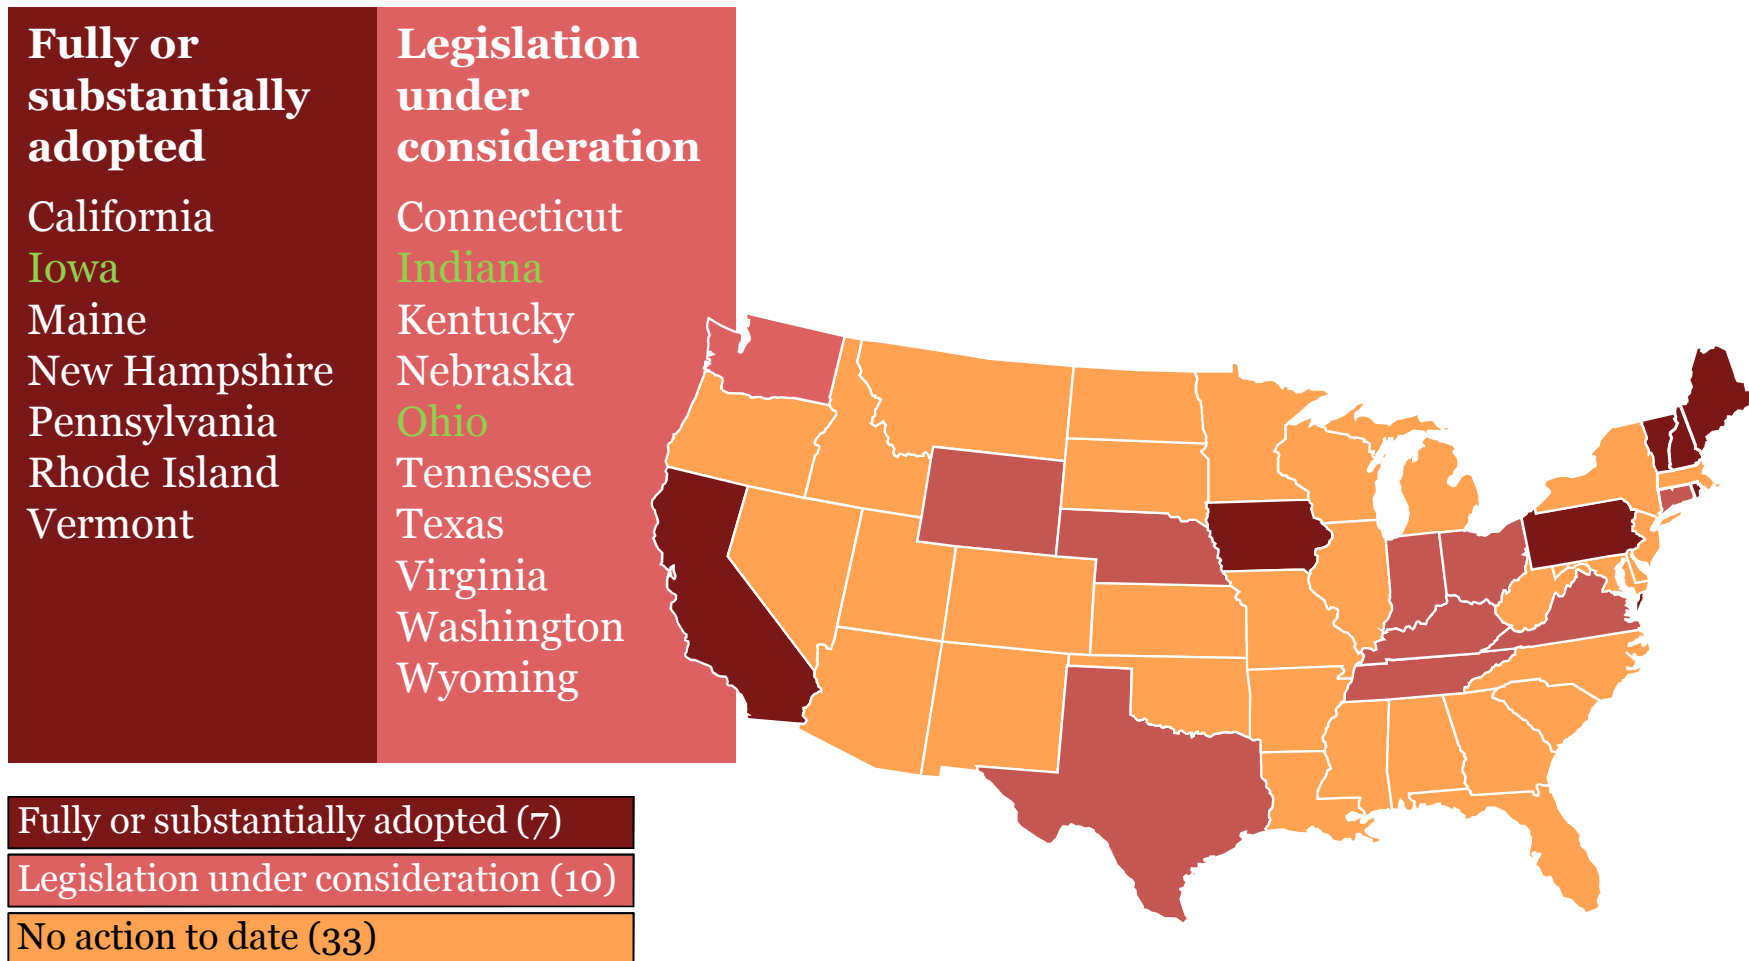 Fully or
substantially
adopted
California
Iowa
Maine
New Hampshire
Pennsylvania
Rhode Island
Vermont
Legislation
under
consideration
Connecticut
Indiana
Kentucky
Nebraska
Ohio
Tennessee
Texas
Virginia
Washington
Wyoming
Fully or substantially adopted (7)
Legislation under consideration (10)
No action to date (33)